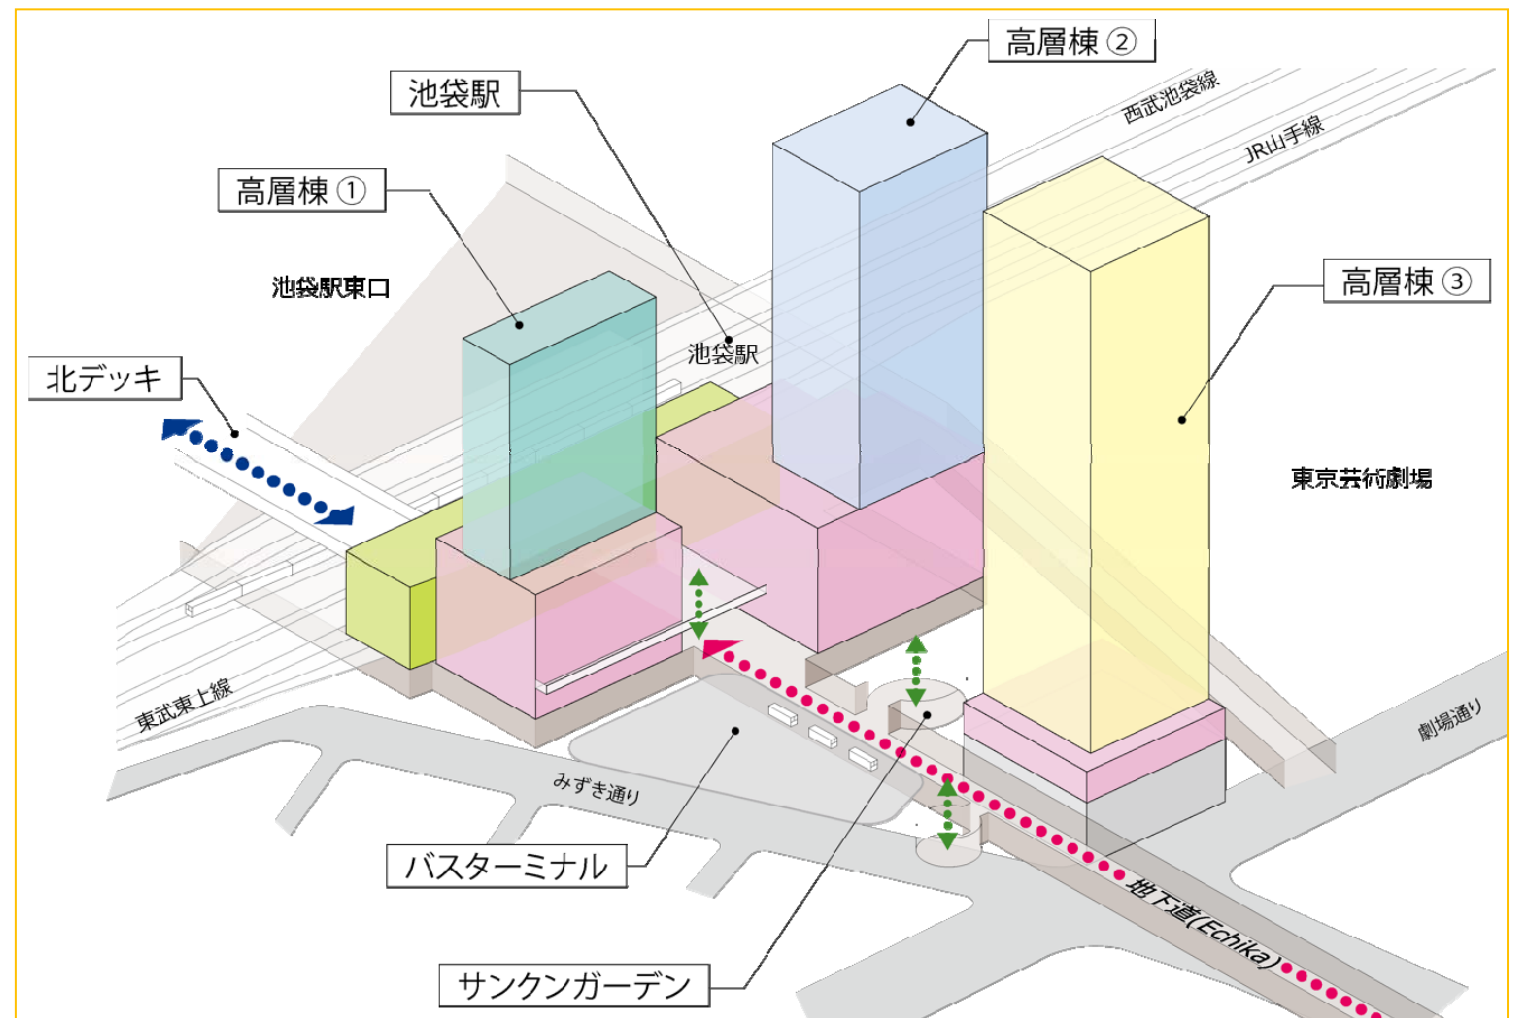 高層棟②
池袋駅
西武池袋線
JR山手線
高層棟①
池袋駅東口
高層棟③
池袋駅
北デッキ
東京芸術劇場
東武東上線
劇場通り
みずき通り
バスターミナル
地下道(Echika)
サンクンガーデン